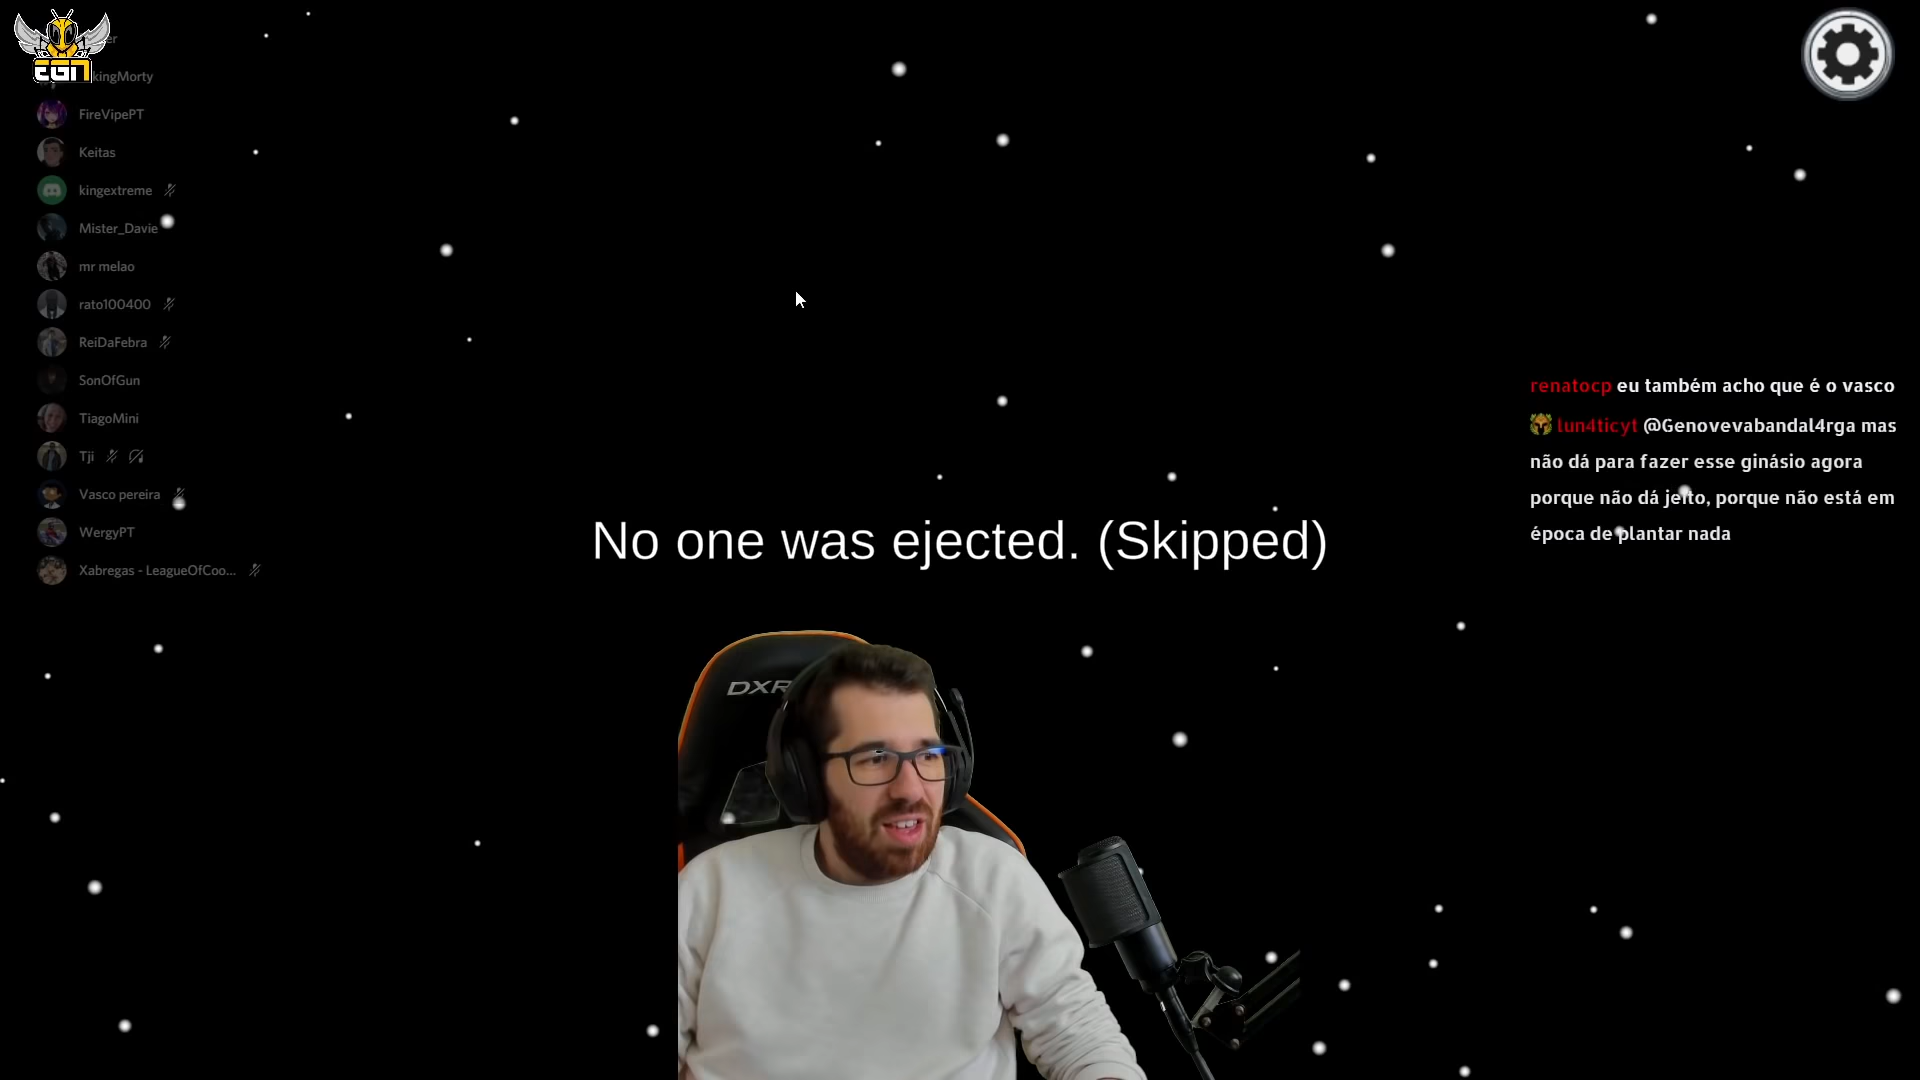 er
kingMorty
FireVipePT
Keitas
kingextreme
Mister_Davie
mr melao
rato100400
ReiDaFebra
SonOfGun
TiagoMini
Tji
Vasco pereira
WergyPT
Xabregas - LeagueOfCoo...
EGN
No one was ejected. (Skipped)
DXR
renatocp eu também acho que é o vasco
lun4ticyt @Genovevabandal4rga mas
não dá para fazer esse ginásio agora
porque não dá jeito, porque não está em
época de plantar nada